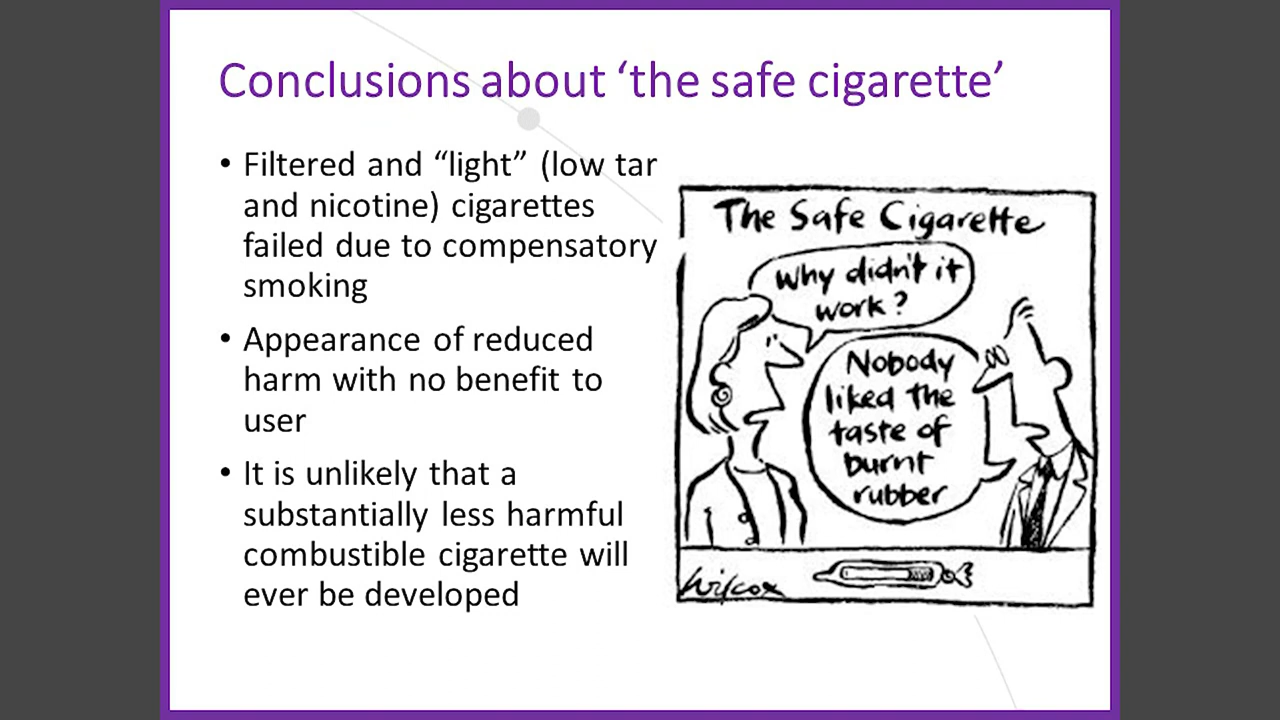 Conclusions about ‘the safe cigarette’
• Filtered and “light” (low tar
and nicotine) cigarettes
failed due to compensatory
smoking
• Appearance of reduced
harm with no benefit to
user
• It is unlikely that a
substantially less harmful
combustible cigarette will
ever be developed
The Safe Cigarette
Why didn't it
work?
Nobody
liked the
taste of
burnt
rubber
Wilcox